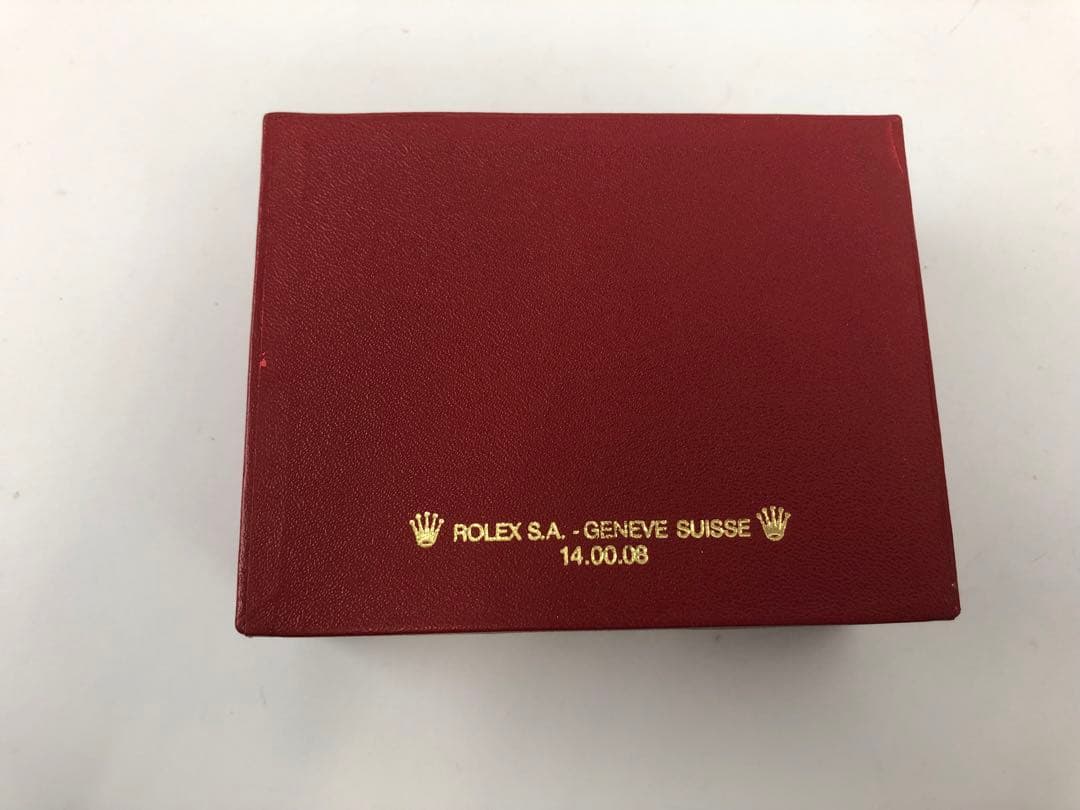 ROLEX S.A. - GENEVE SUISSE
14.00.08